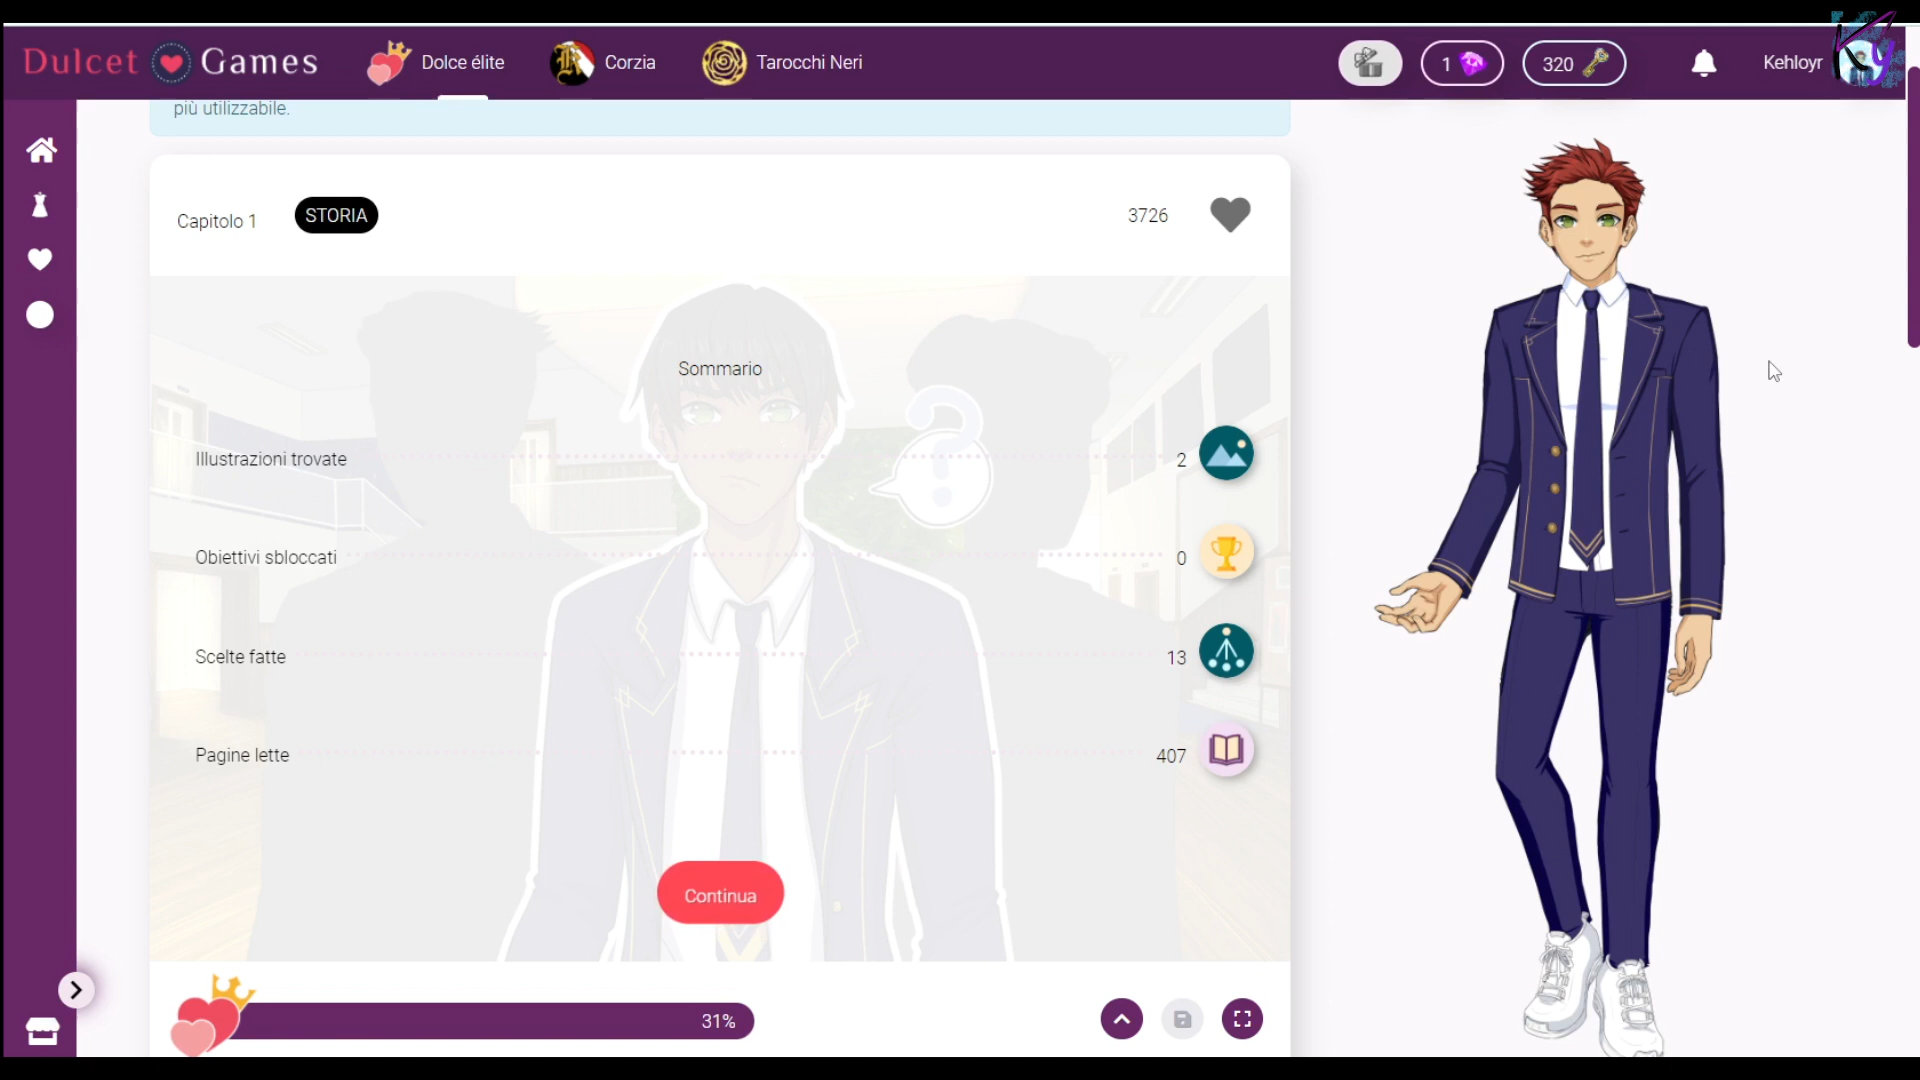 Dulcet Games
Dolce élite
Corzia
Tarocchi Neri
1
320
Kehloyr
Ky
più utilizzabile.
Capitolo 1
STORIA
3726
Sommario
?
Illustrazioni trovate
2
Obiettivi sbloccati
0
Scelte fatte
13
Pagine lette
407
Continua
31%